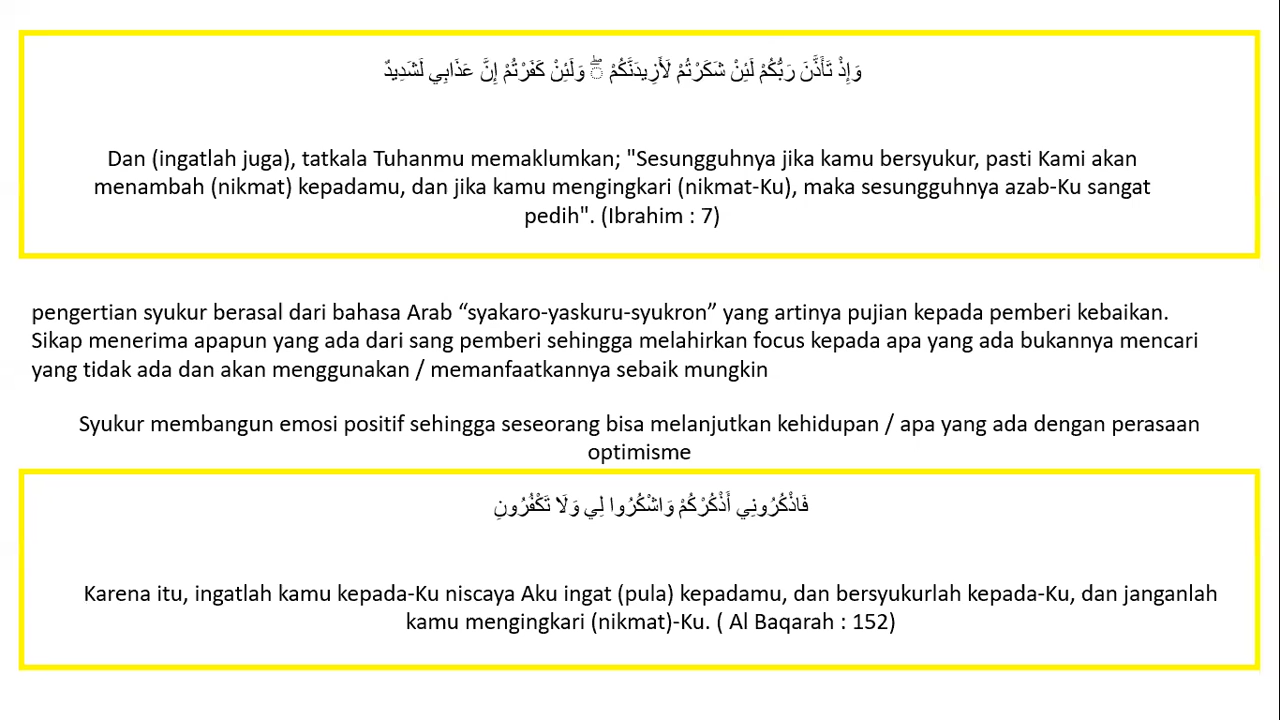 وَإِذْ تَأَذَّنَ رَبُّكُمْ لَئِنْ شَكَرْتُمْ لَأَزِيدَنَّكُمْ ۖ وَلَئِنْ كَفَرْتُمْ إِنَّ عَذَابِي لَشَدِيدٌ
Dan (ingatlah juga), tatkala Tuhanmu memaklumkan; "Sesungguhnya jika kamu bersyukur, pasti Kami akan
menambah (nikmat) kepadamu, dan jika kamu mengingkari (nikmat-Ku), maka sesungguhnya azab-Ku sangat
pedih". (Ibrahim : 7)
pengertian syukur berasal dari bahasa Arab “syakaro-yaskuru-syukron” yang artinya pujian kepada pemberi kebaikan.
Sikap menerima apapun yang ada dari sang pemberi sehingga melahirkan focus kepada apa yang ada bukannya mencari
yang tidak ada dan akan menggunakan / memanfaatkannya sebaik mungkin
Syukur membangun emosi positif sehingga seseorang bisa melanjutkan kehidupan / apa yang ada dengan perasaan
optimisme
فَاذْكُرُونِي أَذْكُرْكُمْ وَاشْكُرُوا لِي وَلَا تَكْفُرُونِ
Karena itu, ingatlah kamu kepada-Ku niscaya Aku ingat (pula) kepadamu, dan bersyukurlah kepada-Ku, dan janganlah
kamu mengingkari (nikmat)-Ku. ( Al Baqarah : 152)